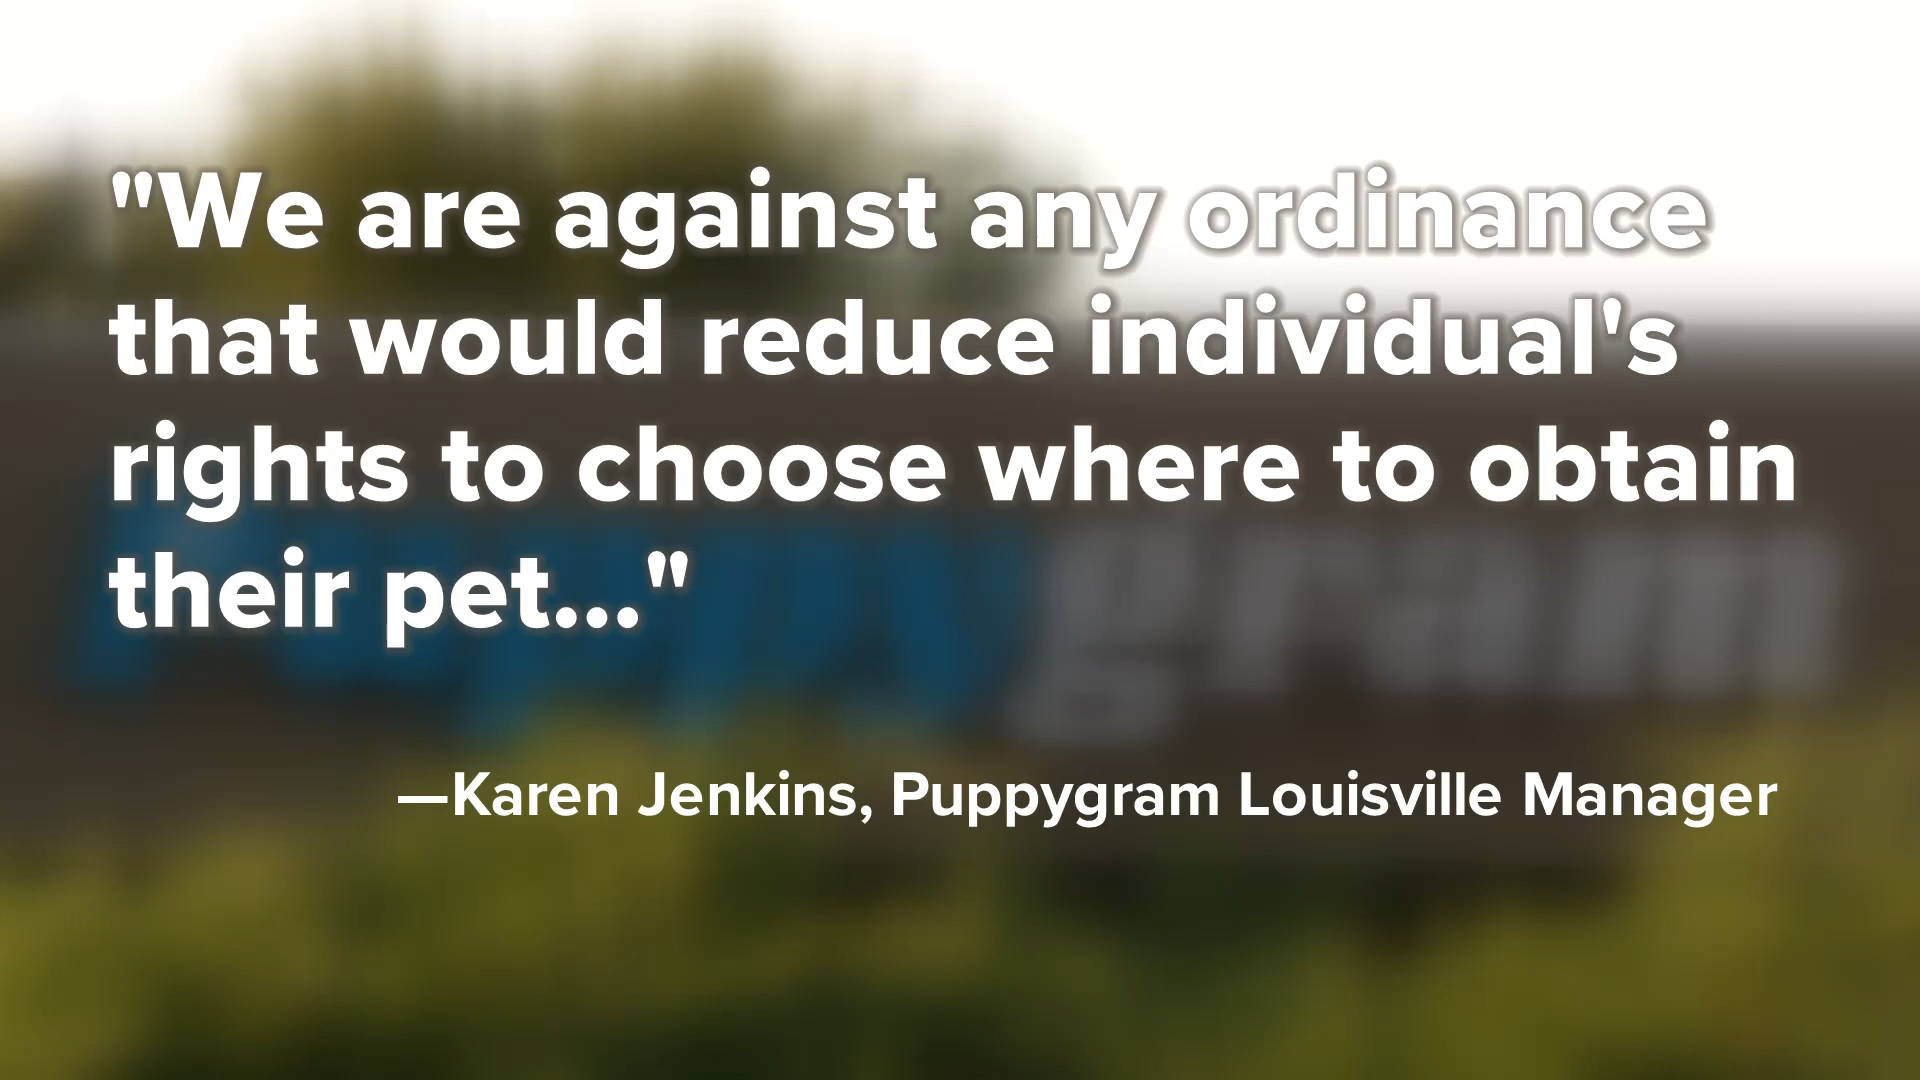 "We are against any ordinance
that would reduce individual's
rights to choose where to obtain
their pet..."
Puppygram
—Karen Jenkins, Puppygram Louisville Manager